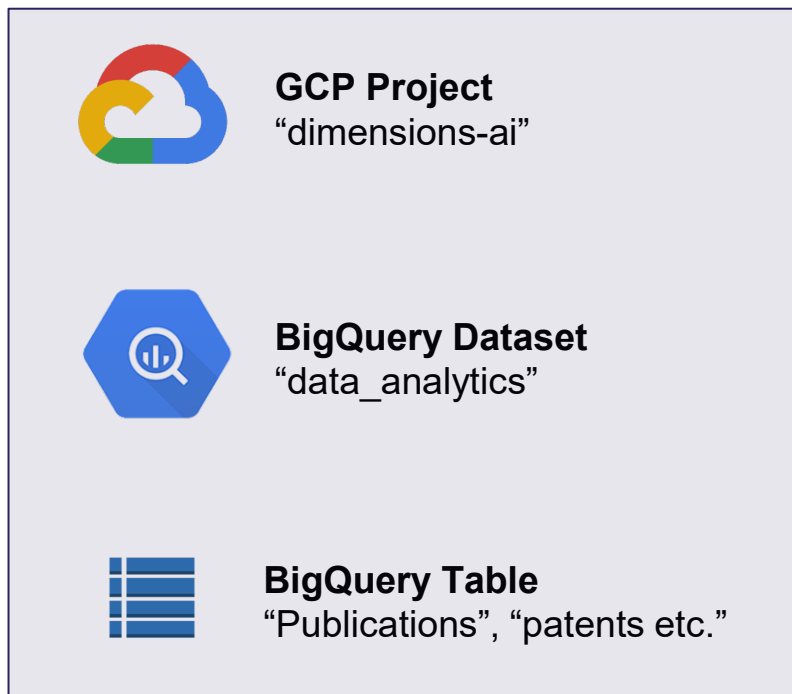 GCP Project
“dimensions-ai”
BigQuery Dataset
“data_analytics”
BigQuery Table
“Publications”, “patents etc.”